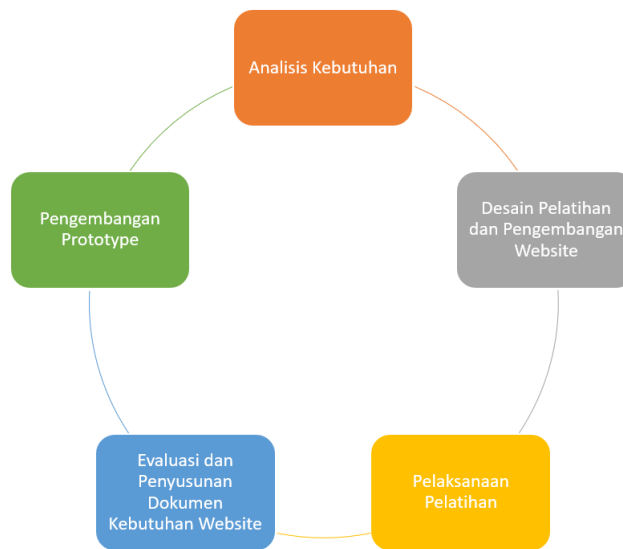 Analisis Kebutuhan
Desain Pelatihan
dan Pengembangan
Website
Pelaksanaan
Pelatihan
Evaluasi dan
Penyusunan
Dokumen
Kebutuhan Website
Pengembangan
Prototype